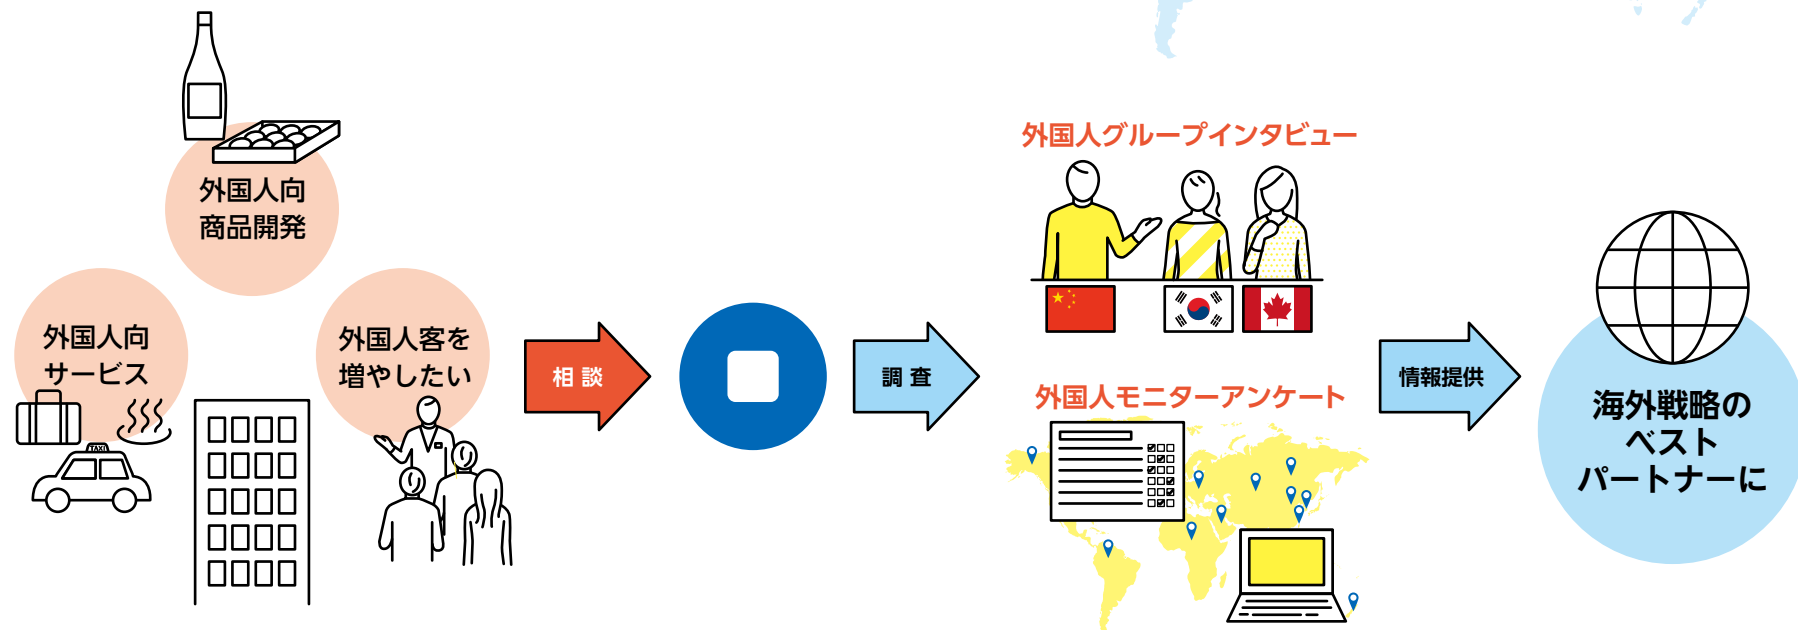 外国人向
商品開発
外国人向
サービス
TAXI
外国人客を
増やしたい
相談
調査
外国人グループインタビュー
外国人モニターアンケート
情報提供
海外戦略の
ベスト
パートナーに